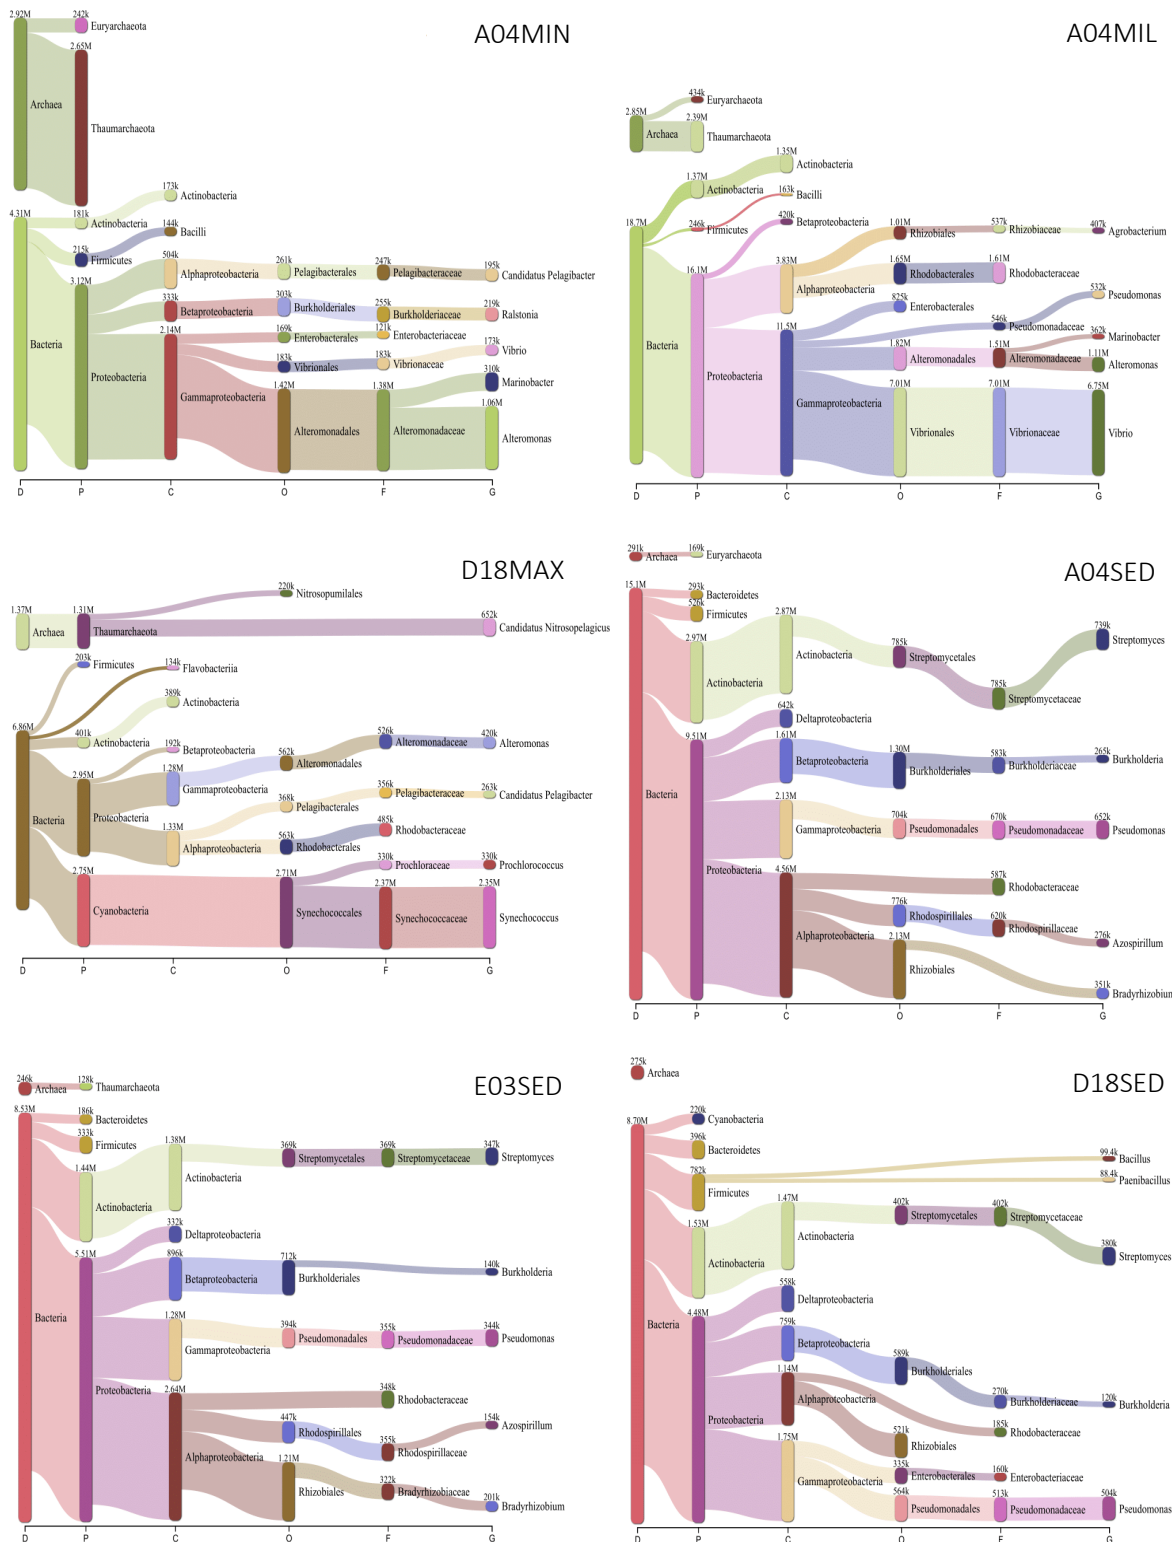 A04MIN
2.92M
242k
Euryarchaeota
2.65M
Archaea
Thaumarchaeota
173k
Actinobacteria
4.31M
181k
Actinobacteria
144k
Bacilli
215k
Firmicutes
504k
261k
247k
Alphaproteobacteria
Pelagibacterales
Pelagibacteraceae
195k
Candidatus Pelagibacter
3.12M
333k
303k
255k
219k
Betaproteobacteria
Burkholderiales
Burkholderiaceae
Ralstonia
2.14M
169k
121k
Enterobacterales
Enterobacteriaceae
173k
Vibrio
Bacteria
Proteobacteria
183k
183k
Vibrionales
Vibrionaceae
310k
Marinobacter
Gammaproteobacteria
1.42M
1.38M
1.06M
Alteromonadales
Alteromonadaceae
Alteromonas
D P C O F G
A04MIL
434k
Euryarchaeota
2.85M
2.39M
Archaea
Thaumarchaeota
1.35M
Actinobacteria
1.37M
Actinobacteria
163k
Bacilli
18.7M
246k
Firmicutes
420k
Betaproteobacteria
1.01M
537k
407k
Rhizobiales
Rhizobiaceae
Agrobacterium
16.1M
3.83M
1.65M
1.61M
Alphaproteobacteria
Rhodobacterales
Rhodobacteraceae
532k
Pseudomonas
825k
Enterobacterales
11.5M
546k
Pseudomonadaceae
362k
Marinobacter
1.82M
1.51M
1.11M
Bacteria
Proteobacteria
Alteromonadales
Alteromonadaceae
Alteromonas
7.01M
7.01M
6.75M
Gammaproteobacteria
Vibrionales
Vibrionaceae
Vibrio
D P C O F G
D18MAX
220k
Nitrosopumilales
1.37M
1.31M
652k
Archaea
Thaumarchaeota
Candidatus Nitrosopelagicus
203k
Firmicutes
134k
Flavobacteriia
389k
Actinobacteria
6.86M
401k
Actinobacteria
192k
Betaproteobacteria
562k
Alteromonadales
526k
Alteromonadaceae
420k
Alteromonas
2.95M
1.28M
Gammaproteobacteria
368k
Pelagibacterales
356k
Pelagibacteraceae
263k
Candidatus Pelagibacter
Bacteria
Proteobacteria
1.33M
Alphaproteobacteria
563k
Rhodobacterales
485k
Rhodobacteraceae
2.75M
2.71M
330k
Prochloraceae
330k
Prochlorococcus
2.37M
2.35M
Cyanobacteria
Synechococcales
Synechococcaceae
Synechococcus
D P C O F G
A04SED
291k
Archaea
169k
Euryarchaeota
15.1M
293k
Bacteroidetes
526k
Firmicutes
2.87M
Actinobacteria
2.97M
Actinobacteria
785k
Streptomycetales
785k
Streptomycetaceae
739k
Streptomyces
642k
Deltaproteobacteria
9.51M
1.61M
Betaproteobacteria
1.30M
Burkholderiales
583k
Burkholderiaceae
265k
Burkholderia
Bacteria
2.13M
Gammaproteobacteria
704k
Pseudomonadales
670k
Pseudomonadaceae
652k
Pseudomonas
Proteobacteria
4.56M
587k
Rhodobacteraceae
776k
Rhodospirillales
620k
Rhodospirillaceae
276k
Azospirillum
Alphaproteobacteria
2.13M
Rhizobiales
351k
Bradyrhizobium
D P C O F G
E03SED
246k
Archaea
128k
Thaumarchaeota
8.53M
186k
Bacteroidetes
333k
Firmicutes
1.38M
Actinobacteria
1.44M
Actinobacteria
369k
Streptomycetales
369k
Streptomycetaceae
347k
Streptomyces
332k
Deltaproteobacteria
5.51M
896k
Betaproteobacteria
712k
Burkholderiales
140k
Burkholderia
Bacteria
1.28M
Gammaproteobacteria
394k
Pseudomonadales
355k
Pseudomonadaceae
344k
Pseudomonas
Proteobacteria
2.64M
348k
Rhodobacteraceae
447k
Rhodospirillales
355k
Rhodospirillaceae
154k
Azospirillum
Alphaproteobacteria
1.21M
Rhizobiales
322k
Bradyrhizobiaceae
201k
Bradyrhizobium
D P C O F G
D18SED
275k
Archaea
8.70M
220k
Cyanobacteria
396k
Bacteroidetes
782k
Firmicutes
99.4k
Bacillus
88.4k
Paenibacillus
1.47M
Actinobacteria
1.53M
Actinobacteria
402k
Streptomycetales
402k
Streptomycetaceae
380k
Streptomyces
558k
Deltaproteobacteria
4.48M
759k
Betaproteobacteria
589k
Burkholderiales
270k
Burkholderiaceae
120k
Burkholderia
Bacteria
1.14M
Alphaproteobacteria
185k
Rhodobacteraceae
521k
Rhizobiales
Proteobacteria
1.75M
Gammaproteobacteria
335k
Enterobacterales
160k
Enterobacteriaceae
564k
Pseudomonadales
513k
Pseudomonadaceae
504k
Pseudomonas
D P C O F G